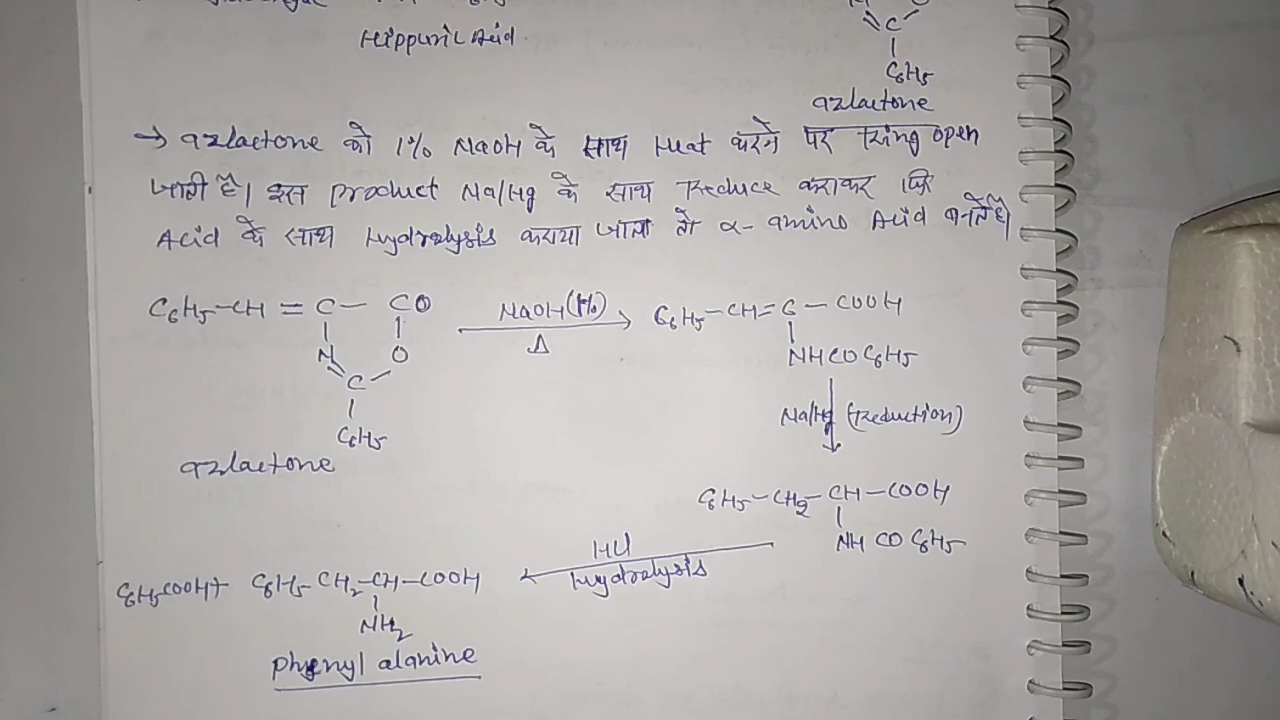 Hippuric Acid
C
C6H5
azlactone
→ azlactone को 1% NaOH के साथ Heat करने पर Ring open
जाती है। इस product Na/Hg के साथ Reduce कराकर फिर
Acid के साथ Hydrolysis कराया जाता तो α- amino Acid बनते है।
C6H5-CH = C — CO NaOH(1%) C6H5-CH=C — COOH
N O Δ NHCOC6H5
C
C6H5 Na/Hg (Reduction)
azlactone
C6H5-CH2-CH-COOH
HCl NH CO C6H5
Hydrolysis
C6H5COOH+ C6H5-CH2-CH-COOH
NH2
Phenyl alanine